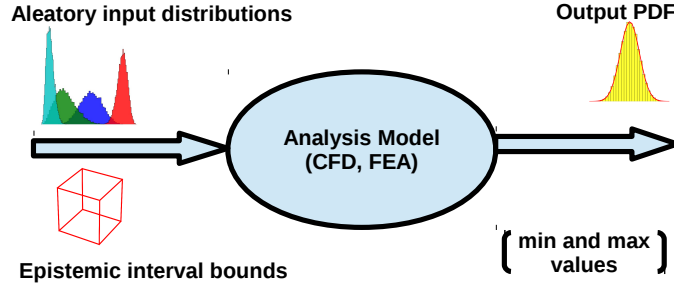 Aleatory input distributions
Output PDF
Analysis Model
(CFD, FEA)
Epistemic interval bounds
min and max
values